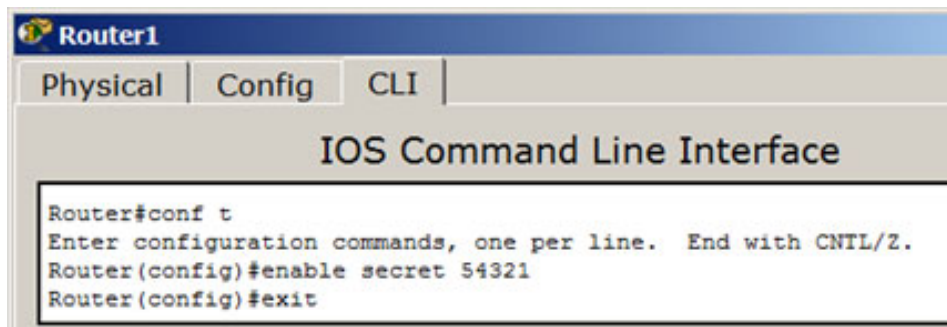 Router1
Physical Config CLI
IOS Command Line Interface
Router#conf t
Enter configuration commands, one per line.  End with CNTL/Z.
Router(config)#enable secret 54321
Router(config)#exit